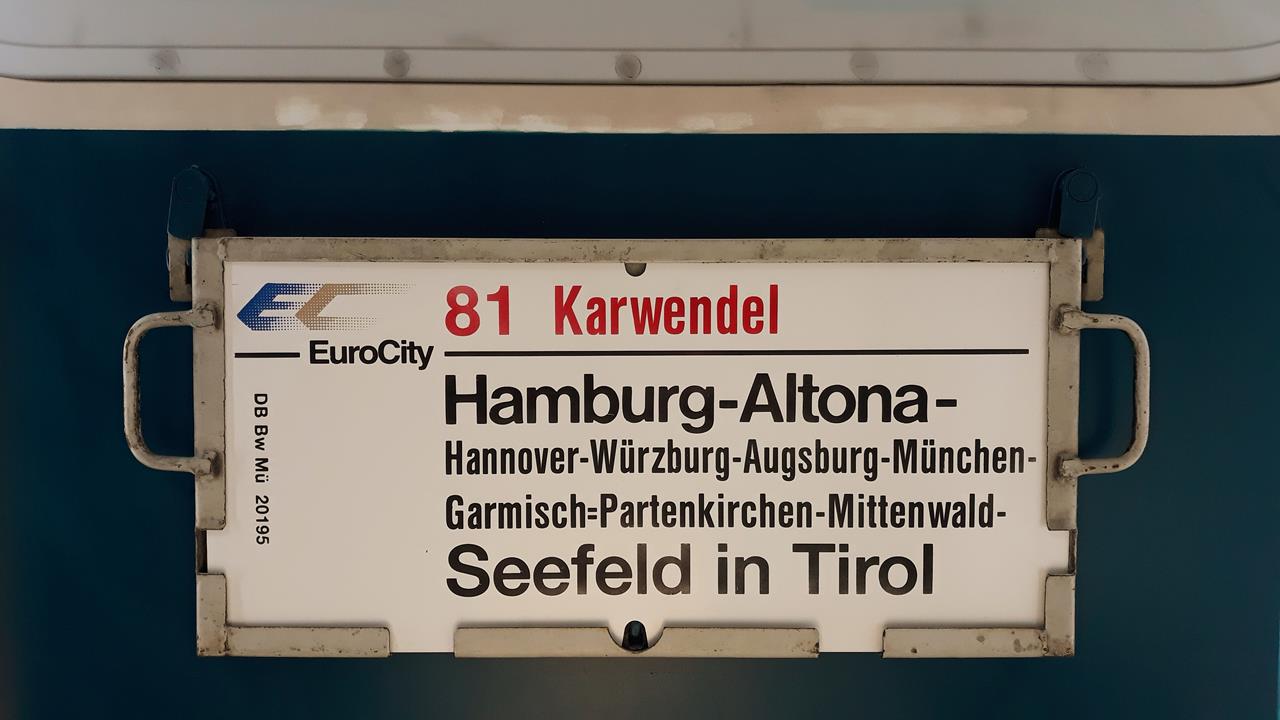 EC 81 Karwendel
EuroCity
Hamburg-Altona-
Hannover-Würzburg-Augsburg-München-
Garmisch=Partenkirchen-Mittenwald-
Seefeld in Tirol
DB Bw Mü 20195